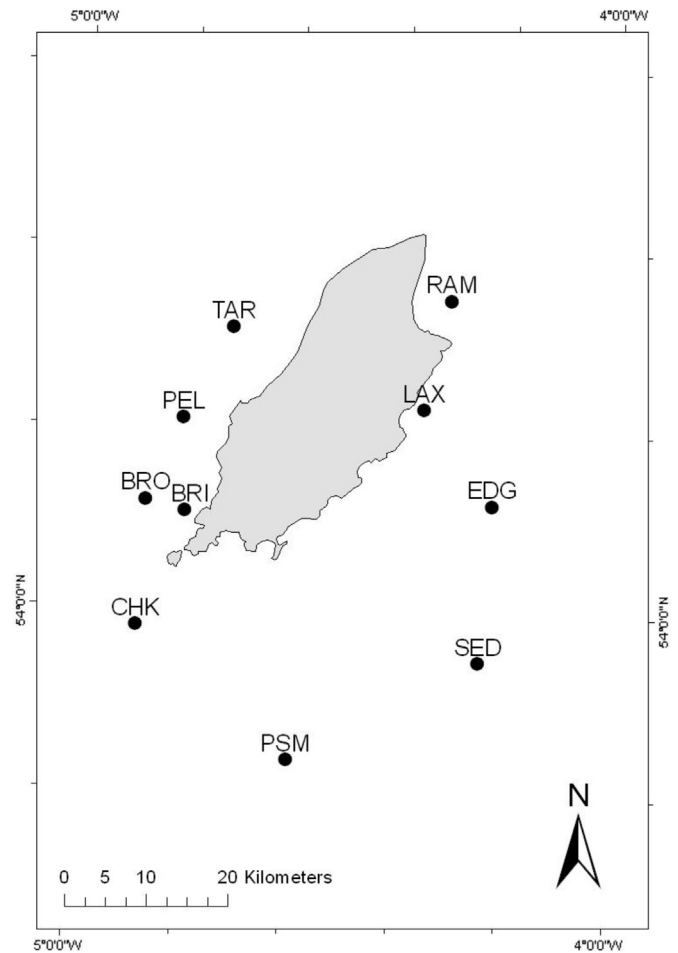 5°0'0"W 4°0'0"W
RAM
TAR
LAX
PEL
BRO
BRI
EDG
54°0'0"N
CHK
54°0'0"N
SED
PSM
N
0 5 10 20 Kilometers
5°0'0"W 4°0'0"W